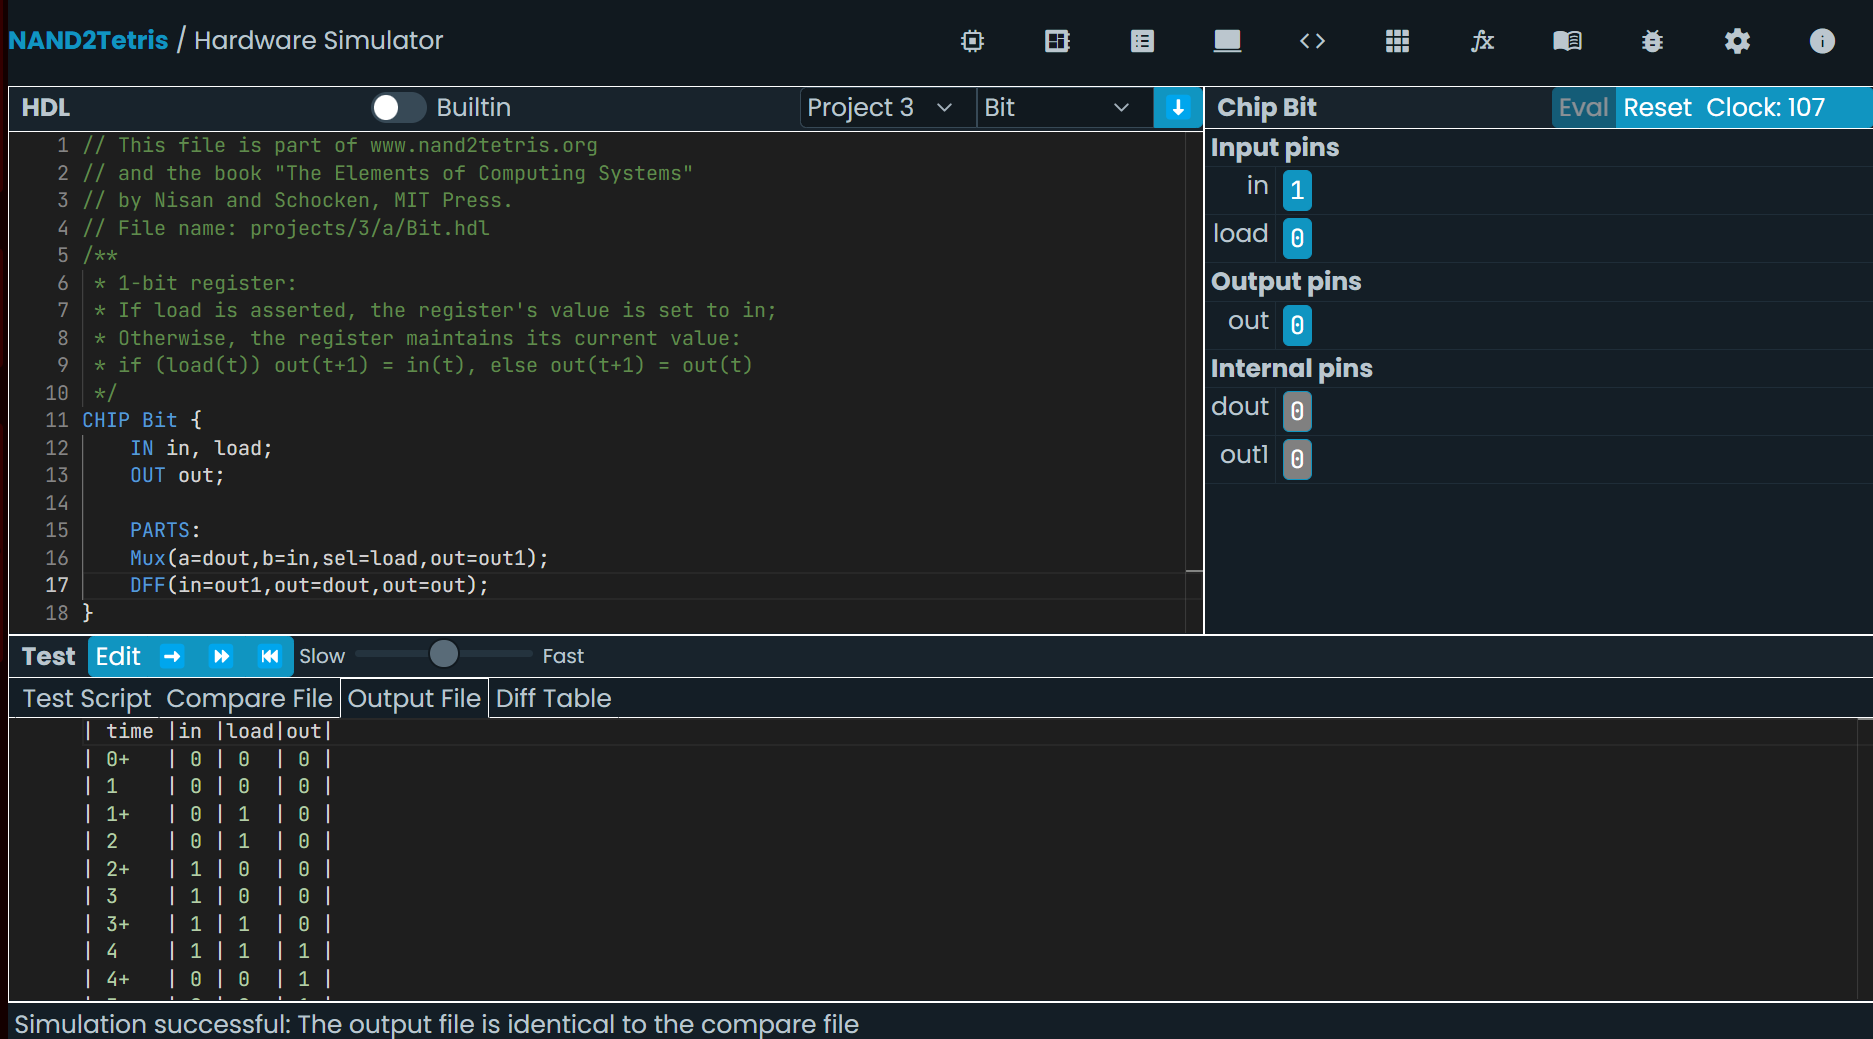 NAND2Tetris / Hardware Simulator
HDL Builtin Project 3 Bit
1 // This file is part of www.nand2tetris.org
2 // and the book "The Elements of Computing Systems"
3 // by Nisan and Schocken, MIT Press.
4 // File name: projects/3/a/Bit.hdl
5 /**
6 * 1-bit register:
7 * If load is asserted, the register's value is set to in;
8 * Otherwise, the register maintains its current value:
9 * if (load(t)) out(t+1) = in(t), else out(t+1) = out(t)
10 */
11 CHIP Bit {
12 IN in, load;
13 OUT out;
14
15 PARTS:
16 Mux(a=dout,b=in,sel=load,out=out1);
17 DFF(in=out1,out=dout,out=out);
18 }
Chip Bit Eval Reset Clock: 107
Input pins
in 1
load 0
Output pins
out 0
Internal pins
dout 0
out1 0
Test Edit Slow Fast
Test Script Compare File Output File Diff Table
| time |in |load|out|
| 0+ | 0 | 0 | 0 |
| 1 | 0 | 0 | 0 |
| 1+ | 0 | 1 | 0 |
| 2 | 0 | 1 | 0 |
| 2+ | 1 | 0 | 0 |
| 3 | 1 | 0 | 0 |
| 3+ | 1 | 1 | 0 |
| 4 | 1 | 1 | 1 |
| 4+ | 0 | 0 | 1 |
Simulation successful: The output file is identical to the compare file